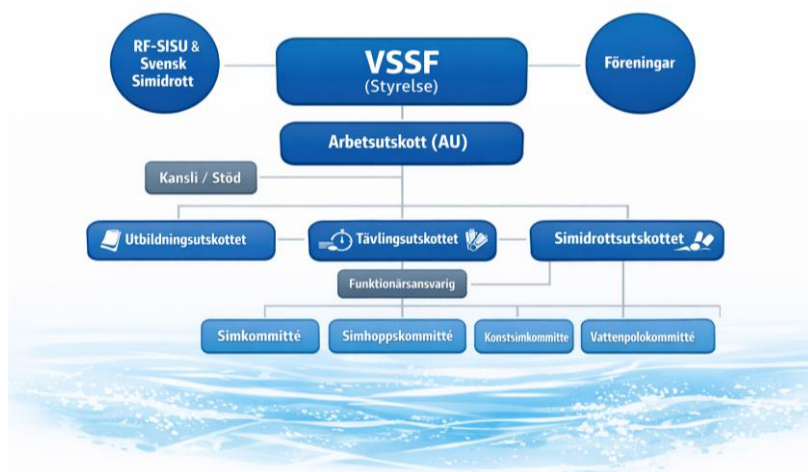 RF-SISU &
Svensk
Simidrott
VSSF
(Styrelse)
Föreningar
Arbetsutskott (AU)
Kansli / Stöd
Utbildningsutskottet
Tävlingsutskottet
Simidrottsutskottet
Funktionärsansvarig
Simkommitté
Simhoppskommitté
Konstsimkommitte
Vattenpolokommitté